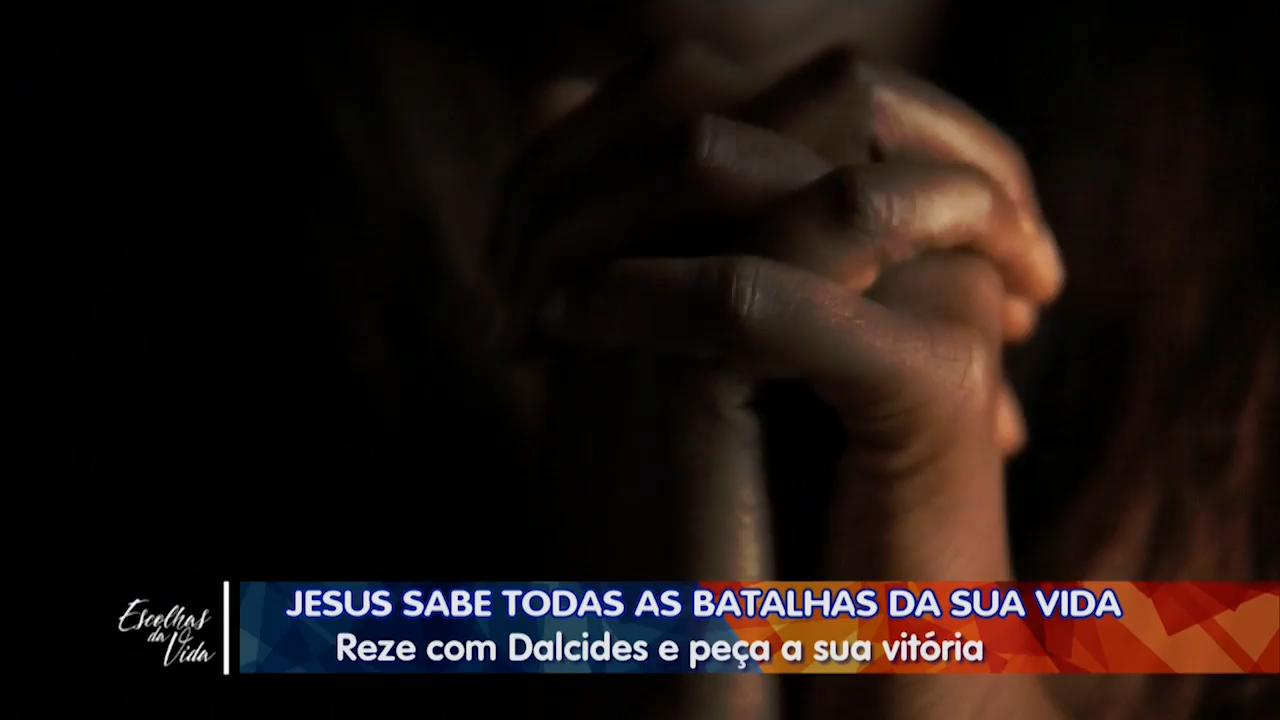 JESUS SABE TODAS AS BATALHAS DA SUA VIDA
Reze com Dalcides e peça a sua vitória
Escolhas
da
Vida